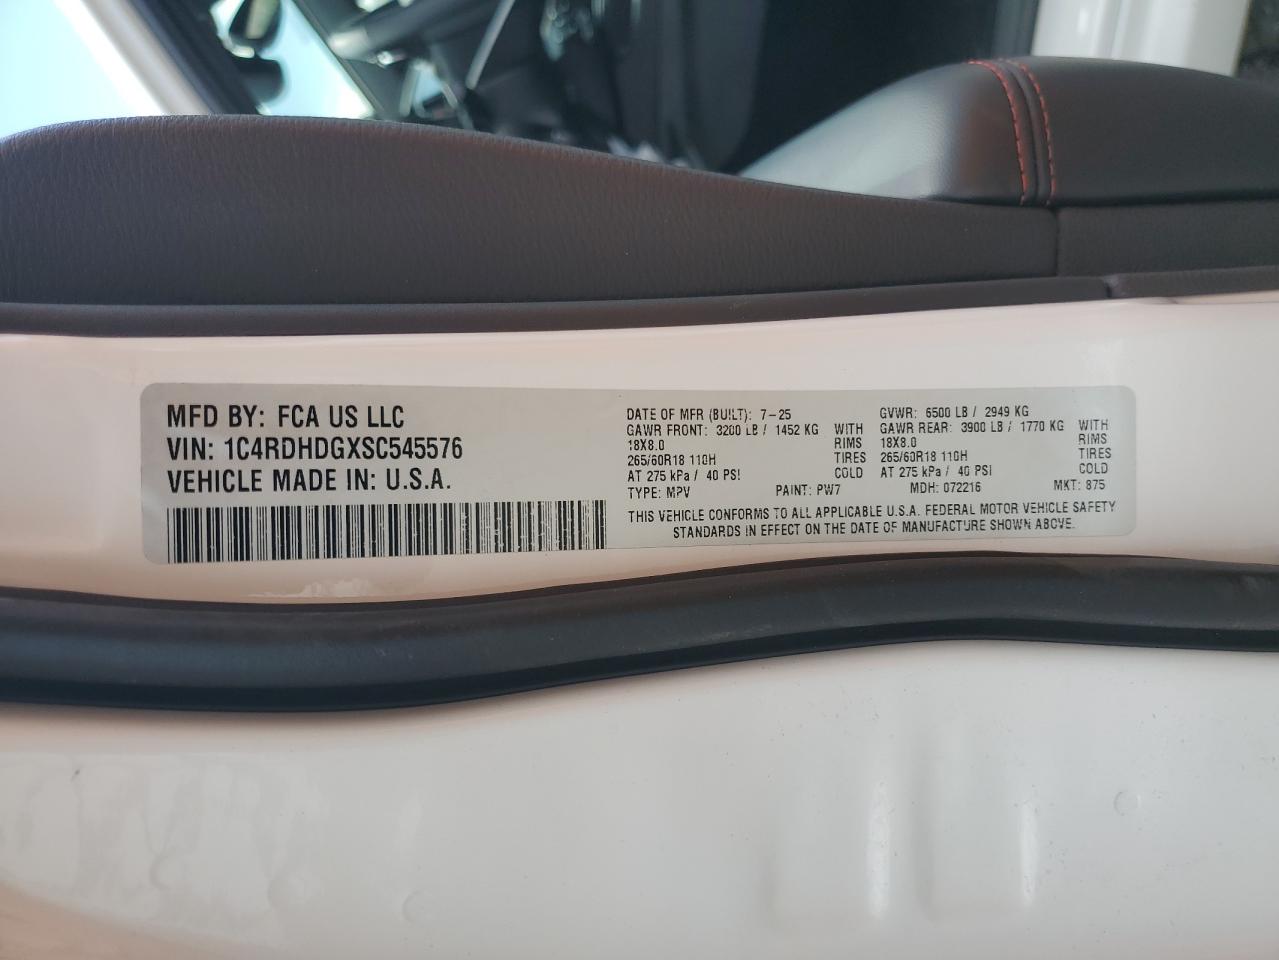 MFD BY: FCA US LLC
VIN: 1C4RDHDGXSC545576
VEHICLE MADE IN: U.S.A.
DATE OF MFR (BUILT): 7-25
GAWR FRONT: 3200 LB / 1452 KG WITH
18X8.0 RIMS
265/60R18 110H TIRES
AT 275 kPa / 40 PSI COLD
GVWR: 6500 LB / 2949 KG
GAWR REAR: 3900 LB / 1770 KG WITH
18X8.0 RIMS
265/60R18 110H TIRES
AT 275 kPa / 40 PSI COLD
TYPE: MPV PAINT: PW7 MDH: 072216 MKT: 875
THIS VEHICLE CONFORMS TO ALL APPLICABLE U.S.A. FEDERAL MOTOR VEHICLE SAFETY
STANDARDS IN EFFECT ON THE DATE OF MANUFACTURE SHOWN ABOVE.